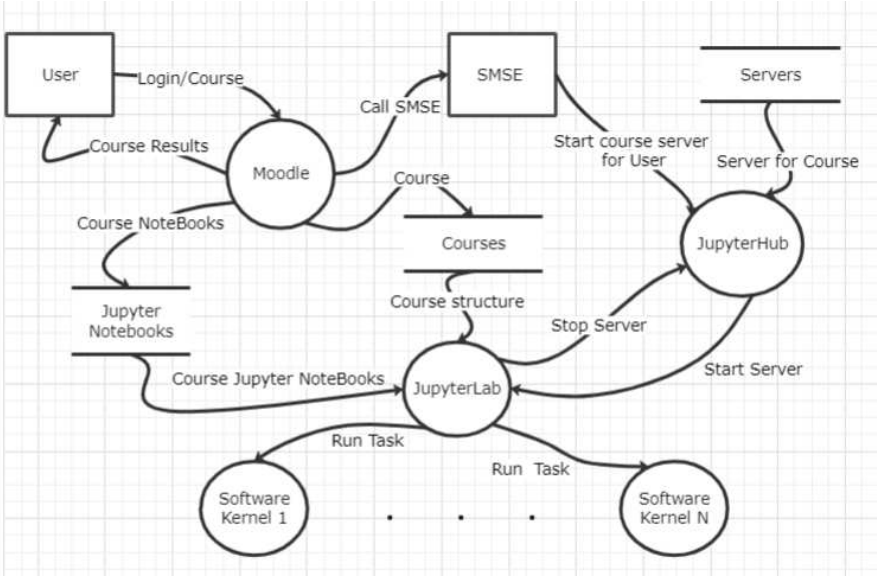 User
Login/Course
SMSE
Servers
Call SMSE
Course Results
Start course server
for User
Server for Course
Moodle
Course
Course NoteBooks
Courses
JupyterHub
Jupyter
Notebooks
Course structure
Stop Server
Start Server
Course Jupyter NoteBooks
JupyterLab
Run Task
Run Task
Software
Kernel 1
. . .
Software
Kernel N